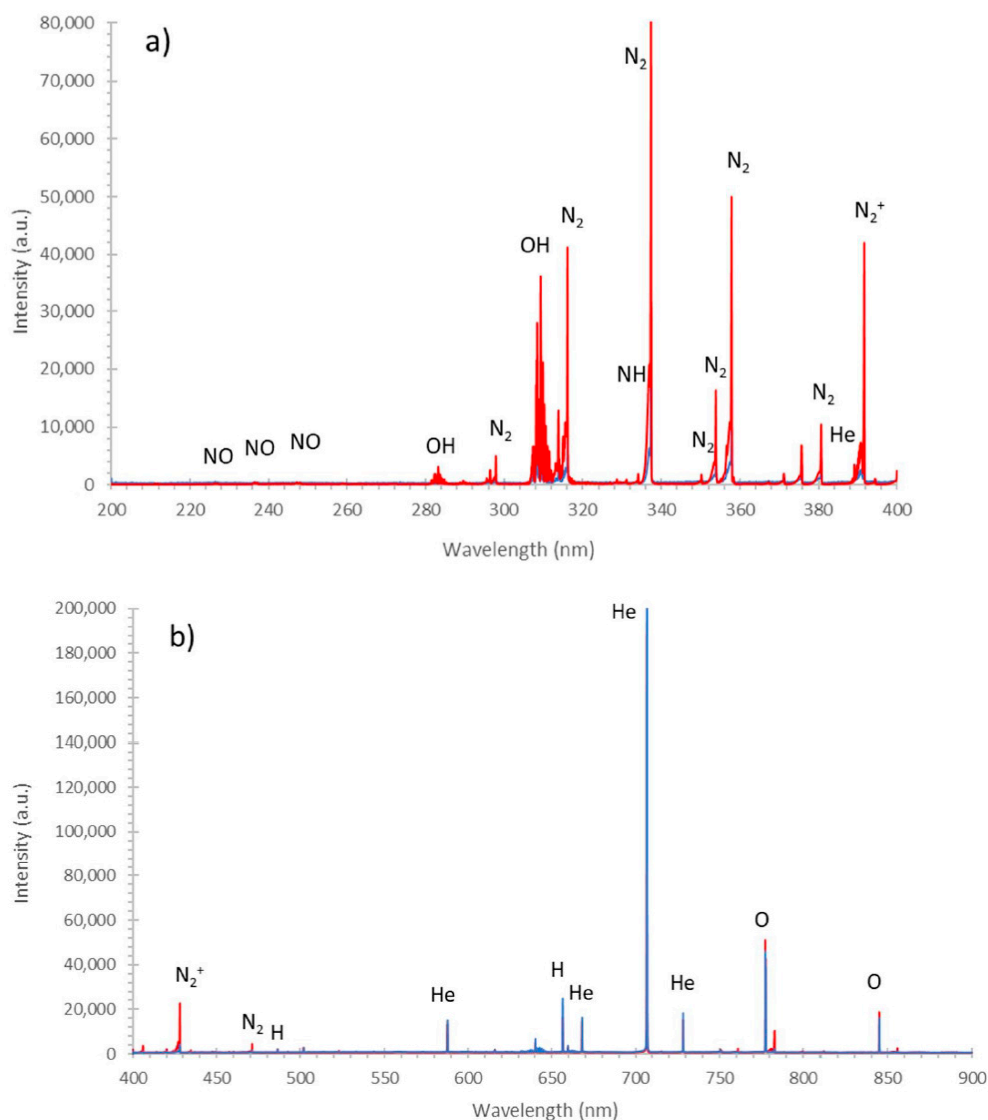 a)
Intensity (a.u.)
80,000
70,000
60,000
50,000
40,000
30,000
20,000
10,000
0
N₂
N₂
N₂⁺
N₂
OH
NH
N₂
N₂
N₂
He
NO
NO
NO
OH
N₂
200 220 240 260 280 300 320 340 360 380 400
Wavelength (nm)
b)
Intensity (a.u.)
200,000
180,000
160,000
140,000
120,000
100,000
80,000
60,000
40,000
20,000
0
He
O
N₂⁺
H
He
He
He
O
N₂
H
400 450 500 550 600 650 700 750 800 850 900
Wavelength (nm)